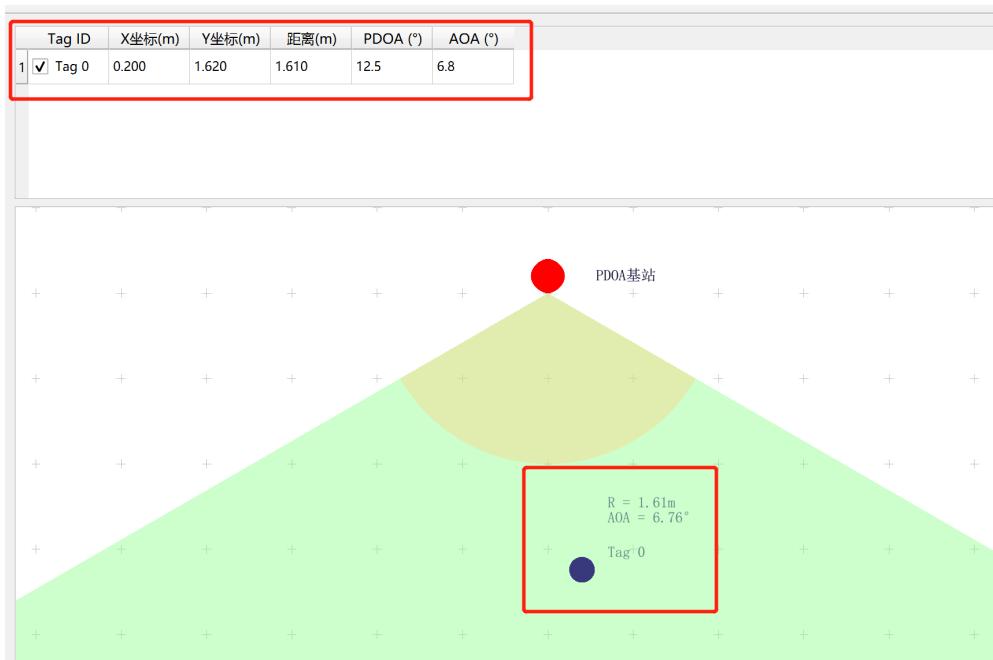 Tag ID X坐标(m) Y坐标(m) 距离(m) PDOA (°) AOA (°)
1 Tag 0 0.200 1.620 1.610 12.5 6.8
PDOA基站
R = 1.61m
AOA = 6.76°
Tag 0